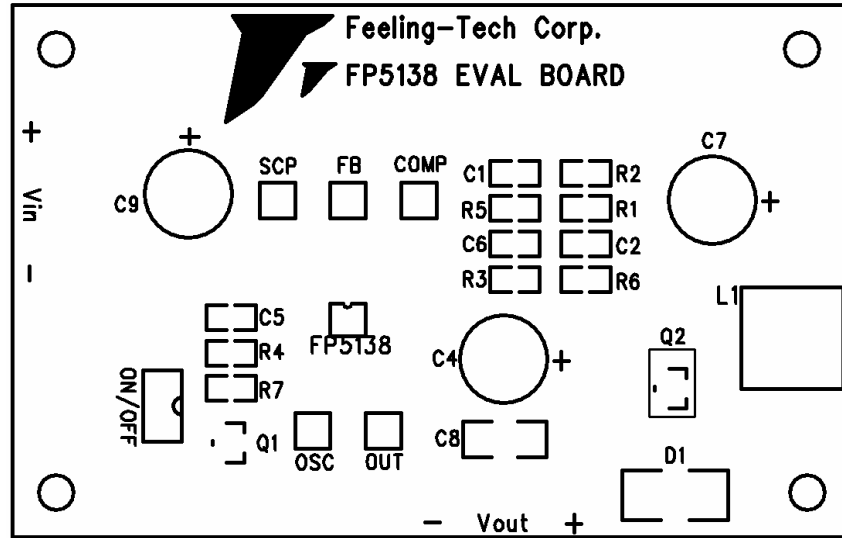 Feeling-Tech Corp.
FP5138 EVAL BOARD
+
Vin
-
+
C9
SCP
FB
COMP
C1
R2
R5
R1
C6
C2
R3
R6
C7
+
L1
C5
R4
R7
FP5138
C4
+
Q2
ON/OFF
Q1
OSC
OUT
C8
D1
- Vout +